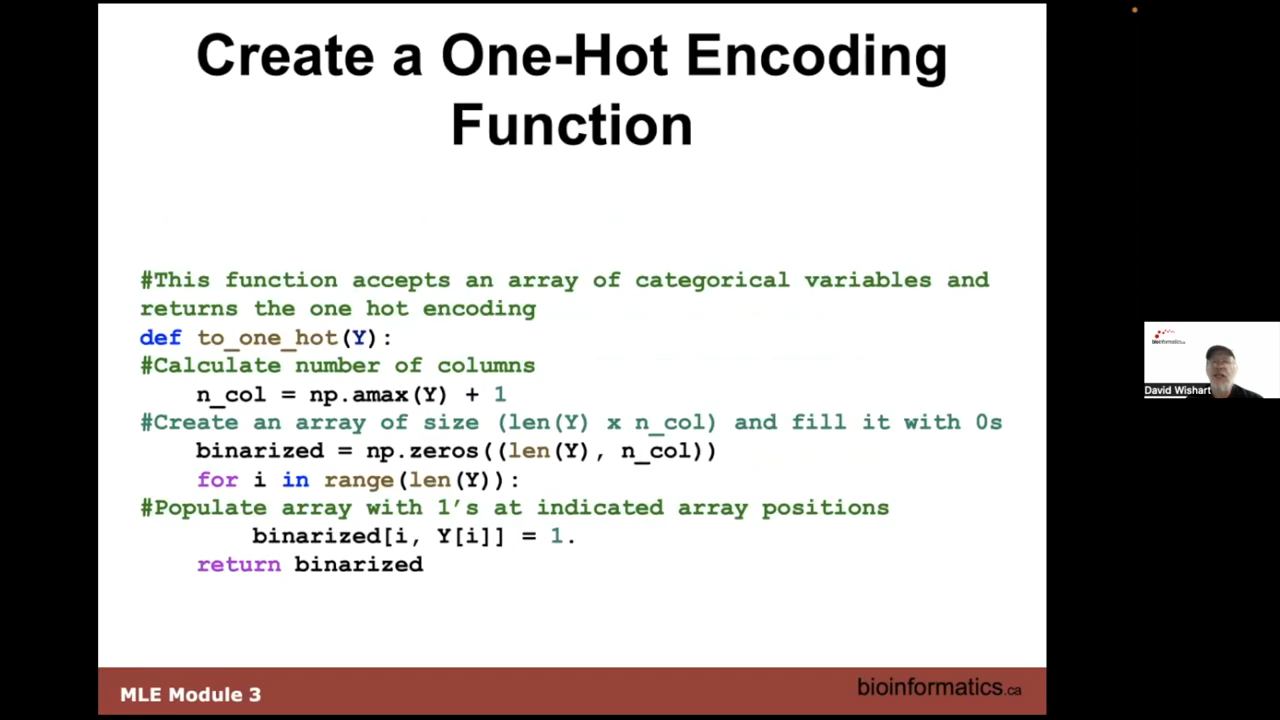 Create a One-Hot Encoding
Function
#This function accepts an array of categorical variables and
returns the one hot encoding
def to_one_hot(Y):
#Calculate number of columns
n_col = np.amax(Y) + 1
#Create an array of size (len(Y) x n_col) and fill it with 0s
binarized = np.zeros((len(Y), n_col))
for i in range(len(Y)):
#Populate array with 1’s at indicated array positions
binarized[i, Y[i]] = 1.
return binarized
MLE Module 3
bioinformatics.ca
bioinformatics.ca
David Wishart